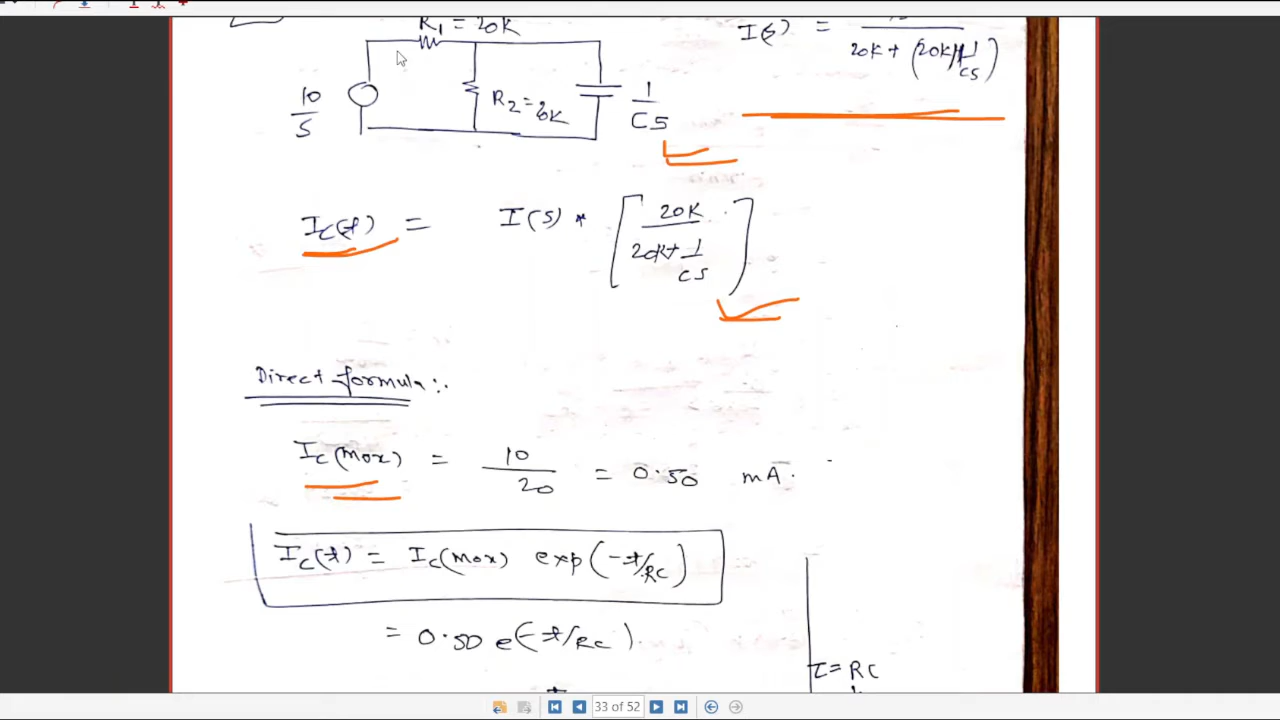 R1 = 20K
I(s) =
20K + (20K || 1/CS)
10/S
R2 = 20K
1/CS
Ic(t) = I(S) * [20K / (20K + 1/CS)]
Direct formula:.
Ic(max) = 10/20 = 0.50 mA.
Ic(t) = Ic(max) exp(-t/RC)
= 0.50 e(-t/RC).
τ = RC
33 of 52